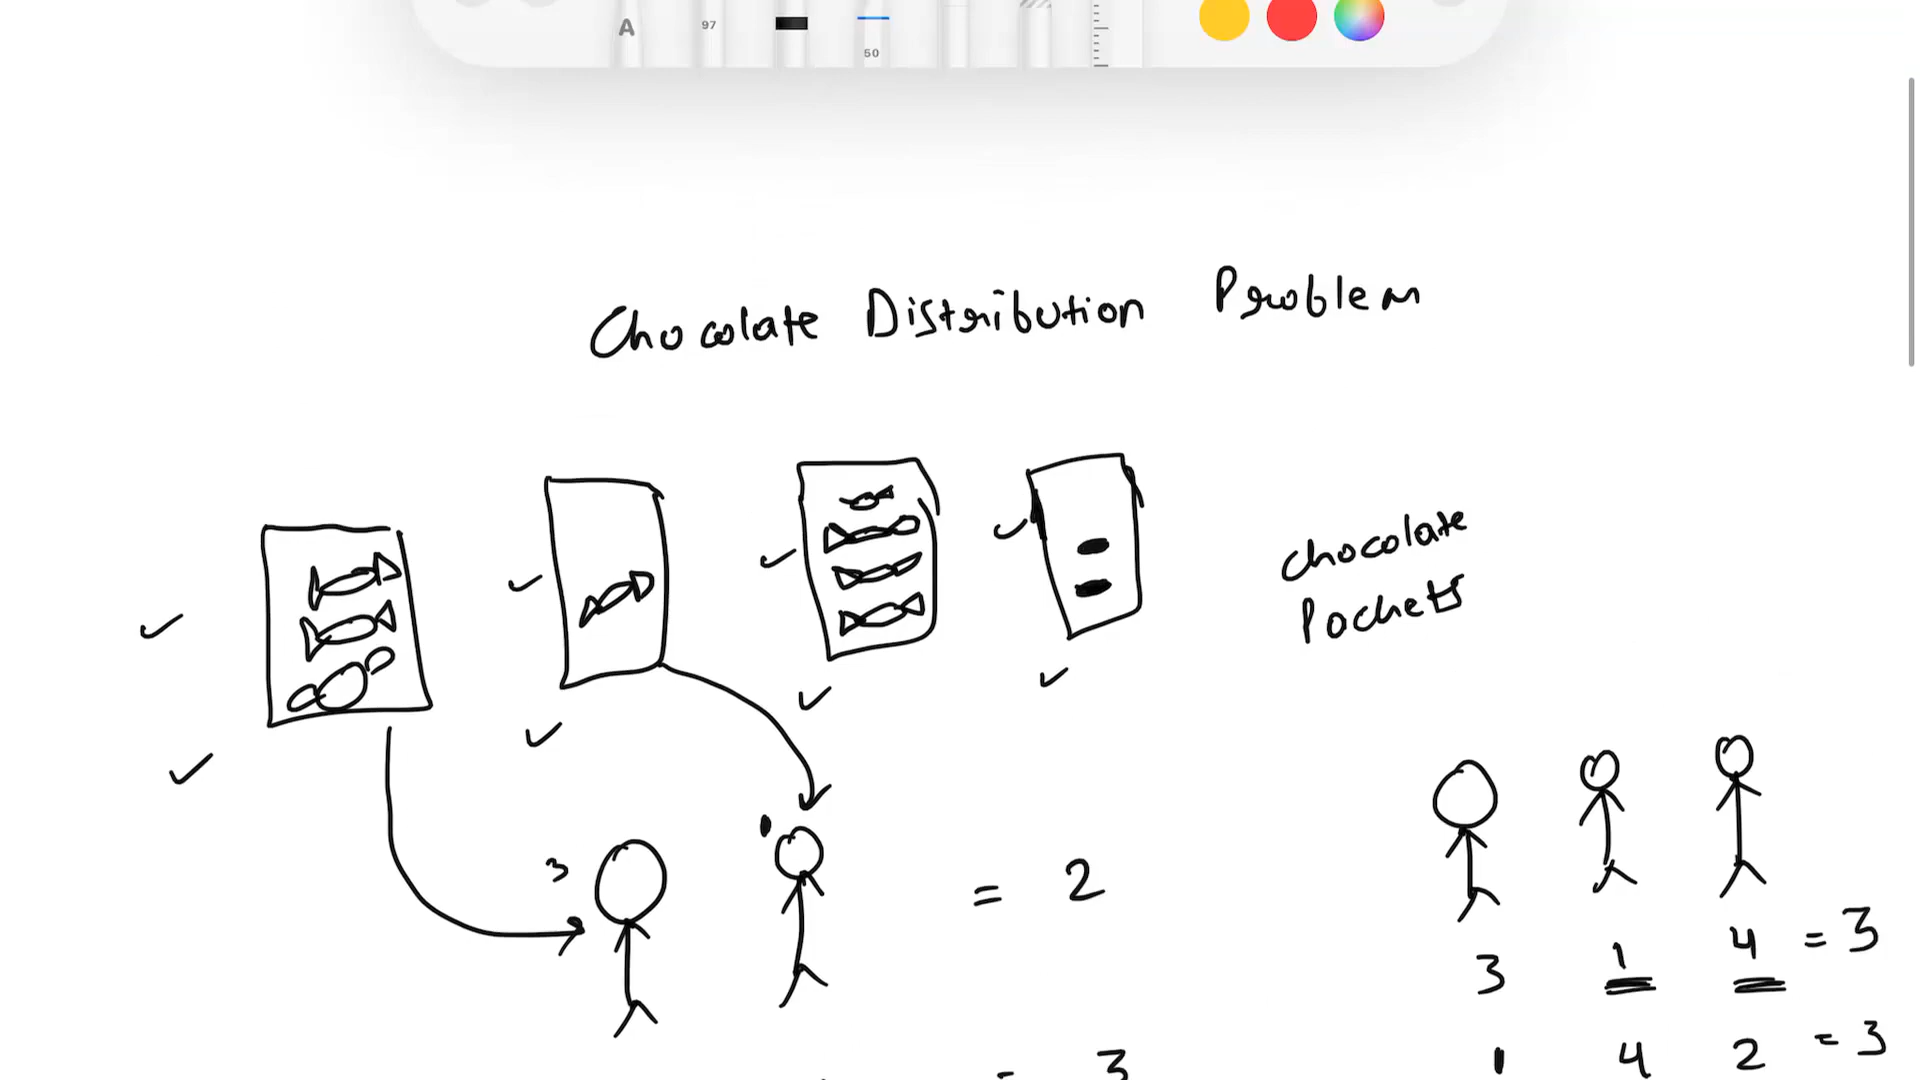 A
97
50
Chocolate Distribution Problem
chocolate
Pockets
3
= 2
3 1 4 = 3
1 4 2 = 3
= 3